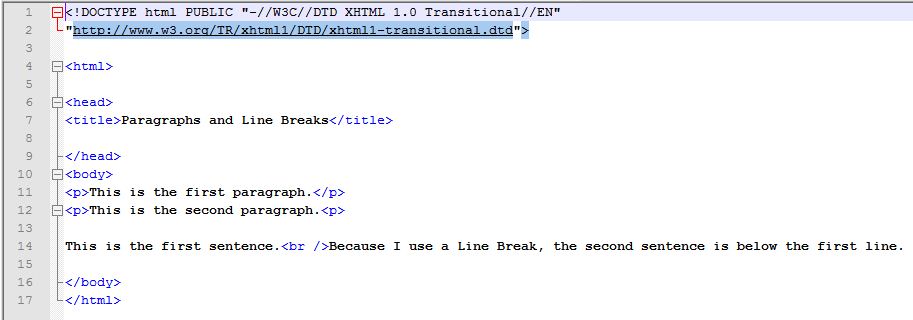 1 <!DOCTYPE html PUBLIC "-//W3C//DTD XHTML 1.0 Transitional//EN"
2 "http://www.w3.org/TR/xhtml1/DTD/xhtml1-transitional.dtd">
3
4 <html>
5
6 <head>
7 <title>Paragraphs and Line Breaks</title>
8
9 </head>
10 <body>
11 <p>This is the first paragraph.</p>
12 <p>This is the second paragraph.<p>
13
14 This is the first sentence.<br />Because I use a Line Break, the second sentence is below the first line.
15
16 </body>
17 </html>